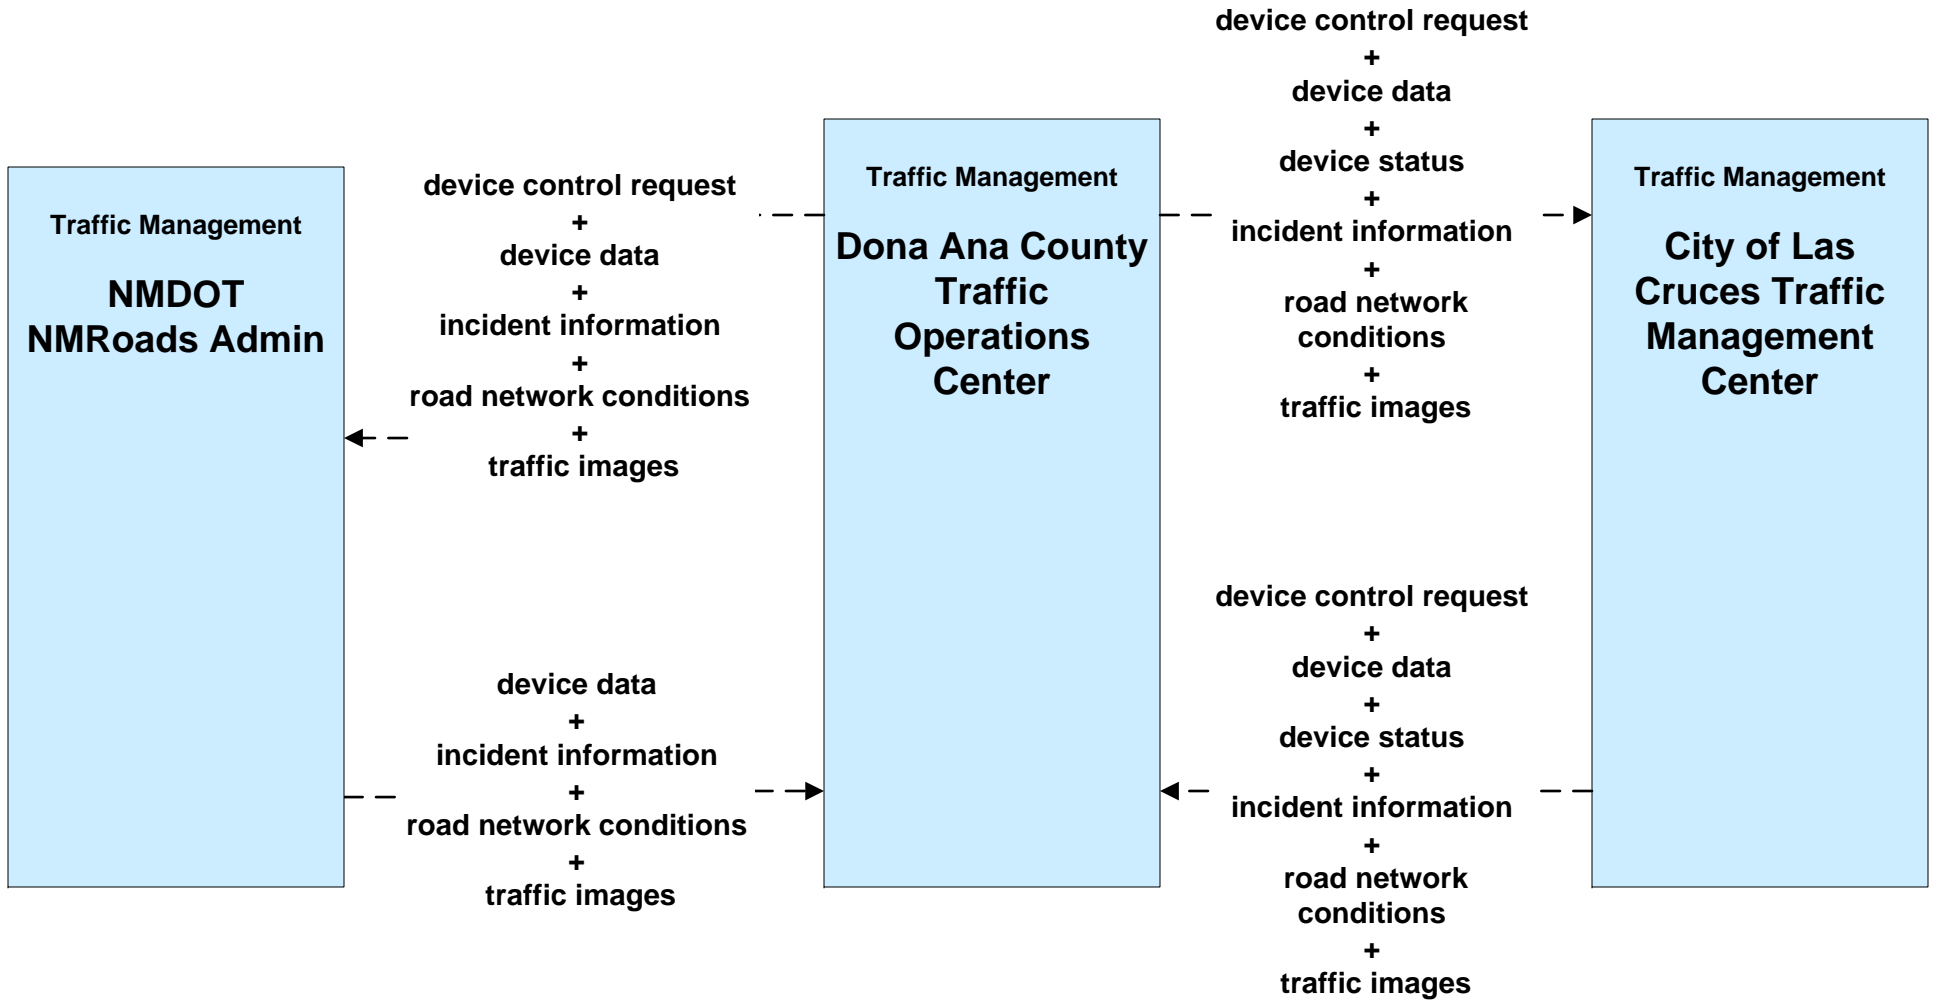 Traffic Management
NMDOT
NMRoads Admin
device control request
+
device data
+
incident information
+
road network conditions
+
traffic images
device data
+
incident information
+
road network conditions
+
traffic images
Traffic Management
Dona Ana County
Traffic
Operations
Center
device control request
+
device data
+
device status
+
incident information
+
road network
conditions
+
traffic images
device control request
+
device data
+
device status
+
incident information
+
road network
conditions
+
traffic images
Traffic Management
City of Las
Cruces Traffic
Management
Center